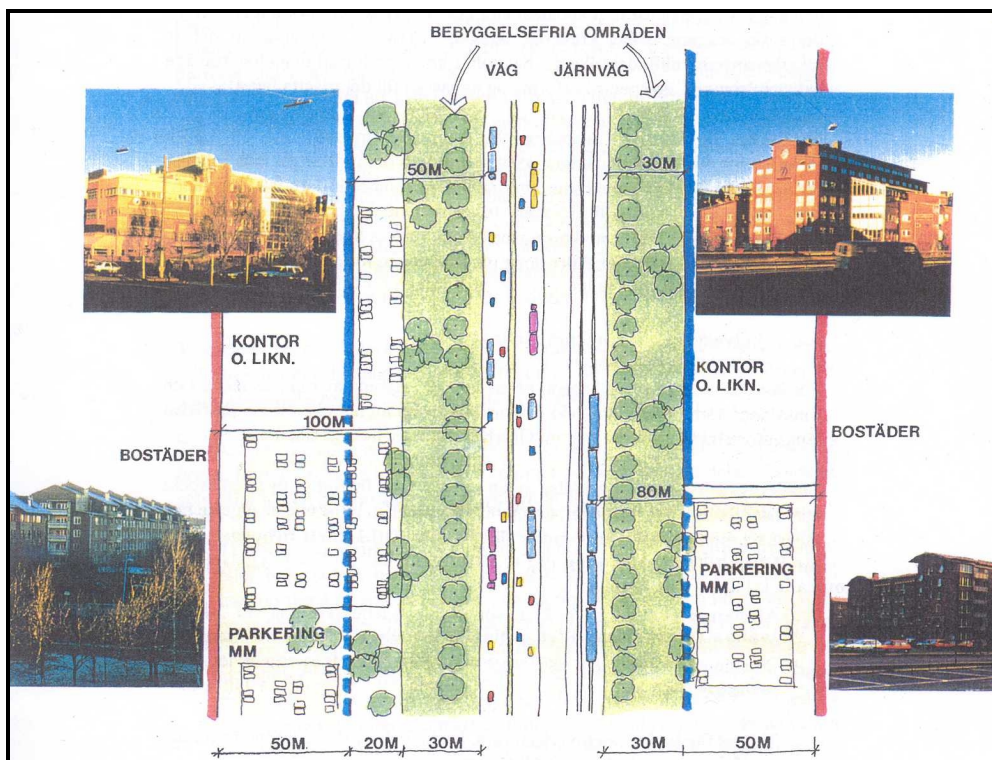 BEBYGGELSEFRIA OMRÅDEN
VÄG
JÄRNVÄG
50M
30M
KONTOR
O. LIKN.
KONTOR
O. LIKN.
100M
BOSTÄDER
BOSTÄDER
80M
PARKERING
MM
PARKERING
MM
50M.
20M
30M
30M
50M